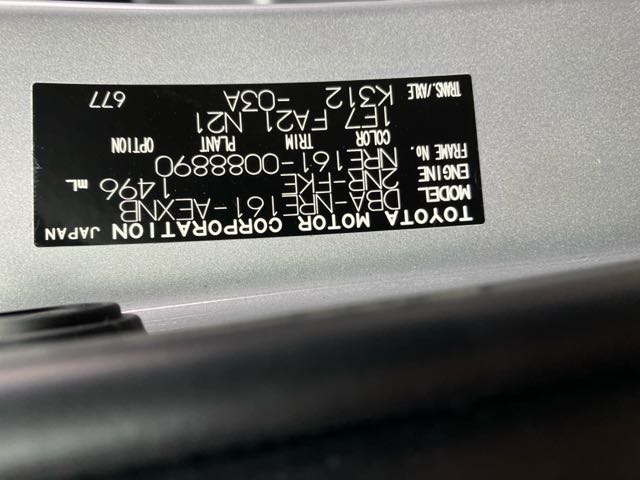 TOYOTA MOTOR CORPORATION JAPAN
MODEL DBA-NRE161-AEXNB
ENGINE 2NB-FKE 1496 mL
FRAME No. NRE161-0088890
COLOR TRIM PLANT OPTION
1E7 FA21 N21
TRANS./AXLE K312 -03A
677